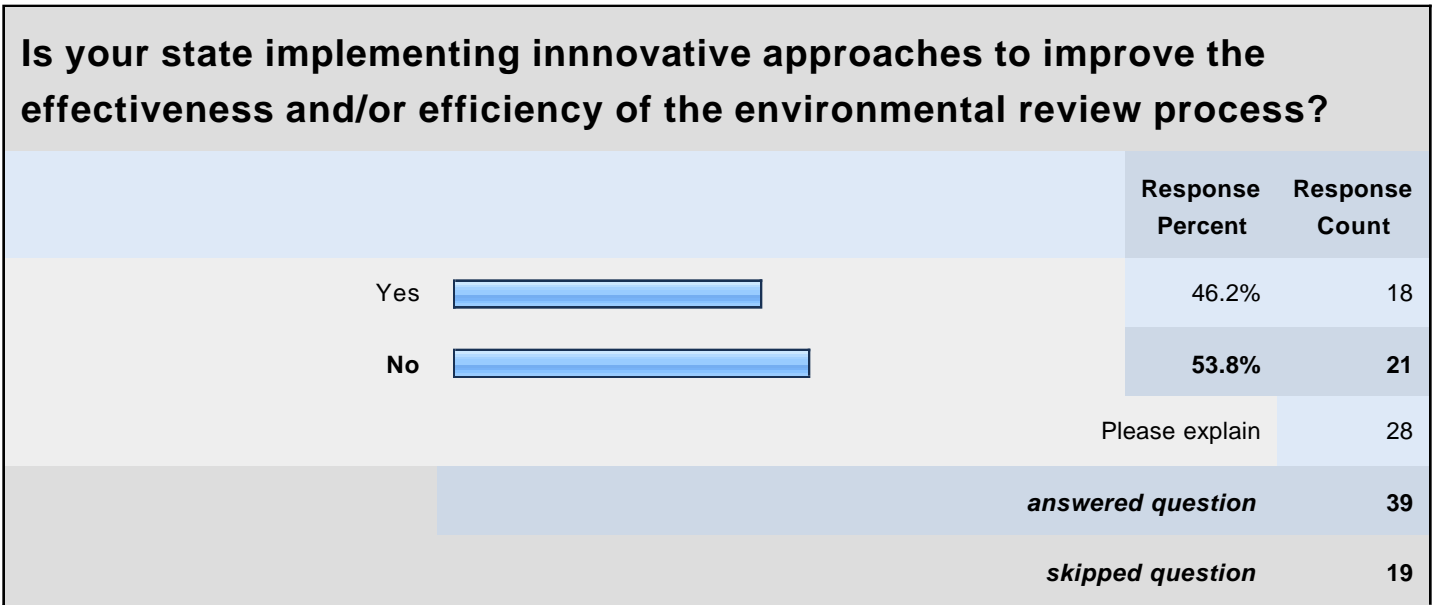 Is your state implementing innnovative approaches to improve the
effectiveness and/or efficiency of the environmental review process?
Response Percent Response Count
Yes 46.2% 18
No 53.8% 21
Please explain 28
answered question 39
skipped question 19